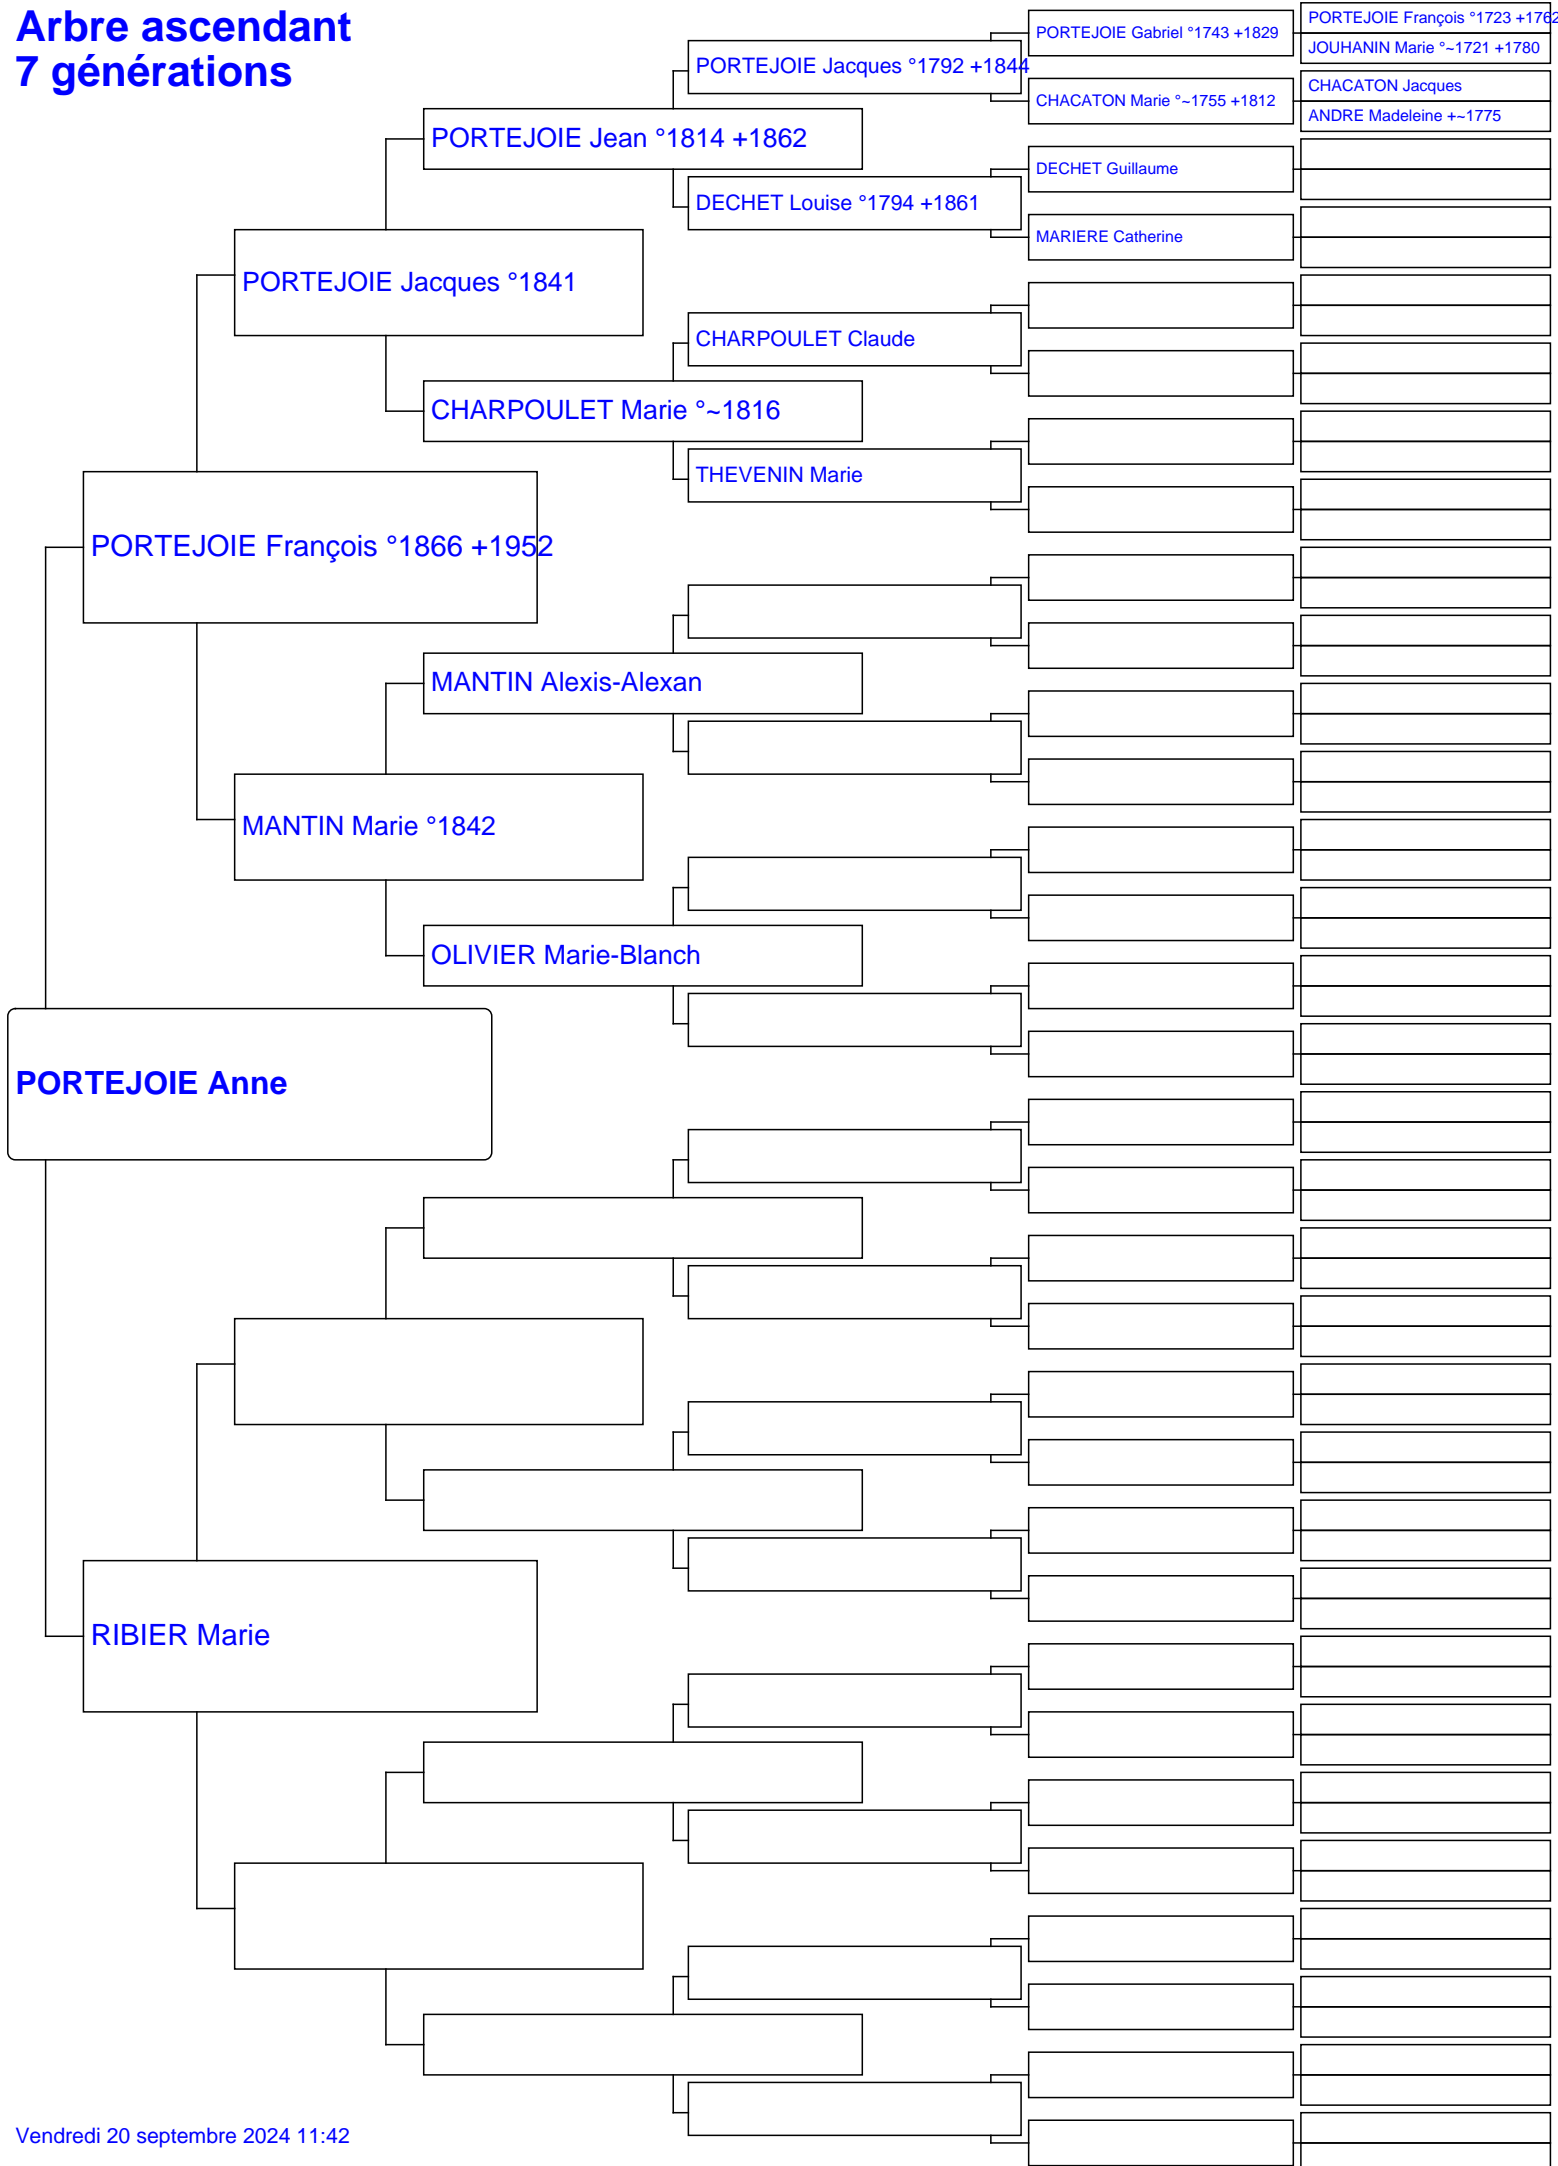 Arbre ascendant
7 générations
PORTEJOIE François °1723 +1762
PORTEJOIE Gabriel °1743 +1829
JOUHANIN Marie °~1721 +1780
PORTEJOIE Jacques °1792 +1844
CHACATON Jacques
CHACATON Marie °~1755 +1812
ANDRE Madeleine +~1775
PORTEJOIE Jean °1814 +1862
DECHET Guillaume
DECHET Louise °1794 +1861
MARIERE Catherine
PORTEJOIE Jacques °1841
CHARPOULET Claude
CHARPOULET Marie °~1816
THEVENIN Marie
PORTEJOIE François °1866 +1952
MANTIN Alexis-Alexan
MANTIN Marie °1842
OLIVIER Marie-Blanch
PORTEJOIE Anne
RIBIER Marie
Vendredi 20 septembre 2024 11:42